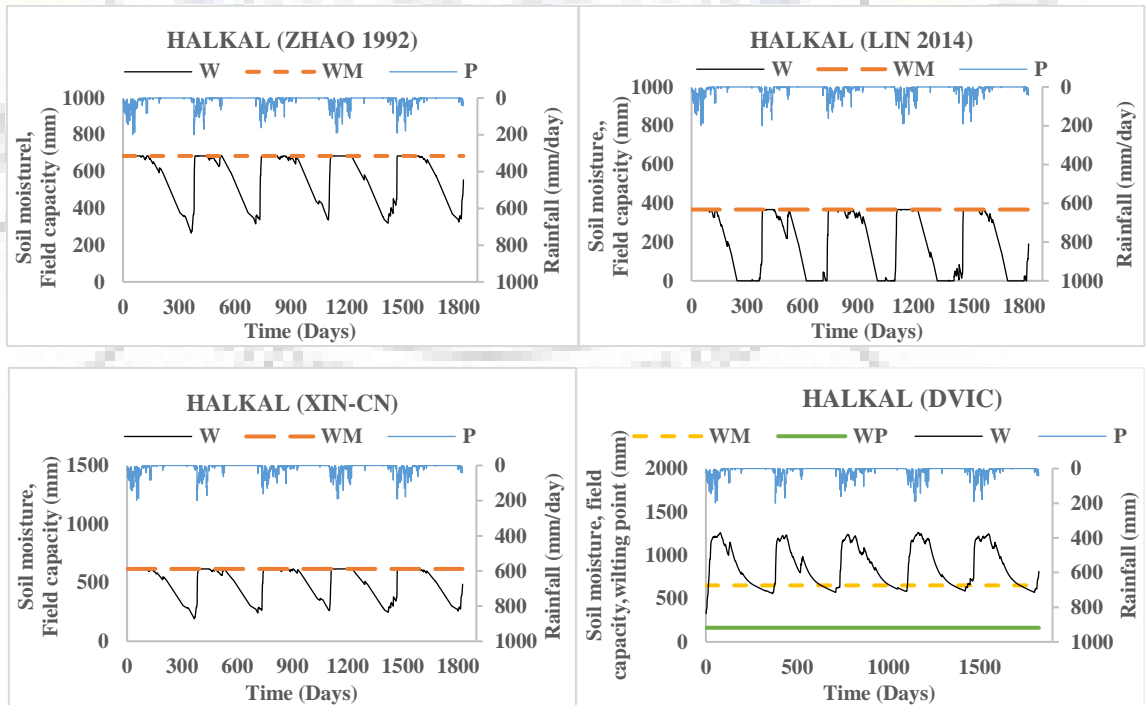 HALKAL (ZHAO 1992)
W WM P
1000
800
600
400
200
0
Soil moisturel,
Field capacity (mm)
0
200
400
600
800
1000
Rainfall (mm/day)
0 300 600 900 1200 1500 1800
Time (Days)
HALKAL (LIN 2014)
W WM P
1000
800
600
400
200
0
Soil moisture,,
Field capacity (mm)
0
200
400
600
800
1000
Rainfall (mm/day)
0 300 600 900 1200 1500 1800
Time (Days)
HALKAL (XIN-CN)
W WM P
1500
1000
500
0
Soil moisture,
Field capacity (mm)
0
200
400
600
800
1000
Rainfall (mm/day)
0 300 600 900 1200 1500 1800
Time (Days)
HALKAL (DVIC)
WM WP W P
2000
1500
1000
500
0
Soil moisture, field
capacity,wilting point (mm)
0
200
400
600
800
1000
Rainfall (mm)
0 500 1000 1500
Time (Days)